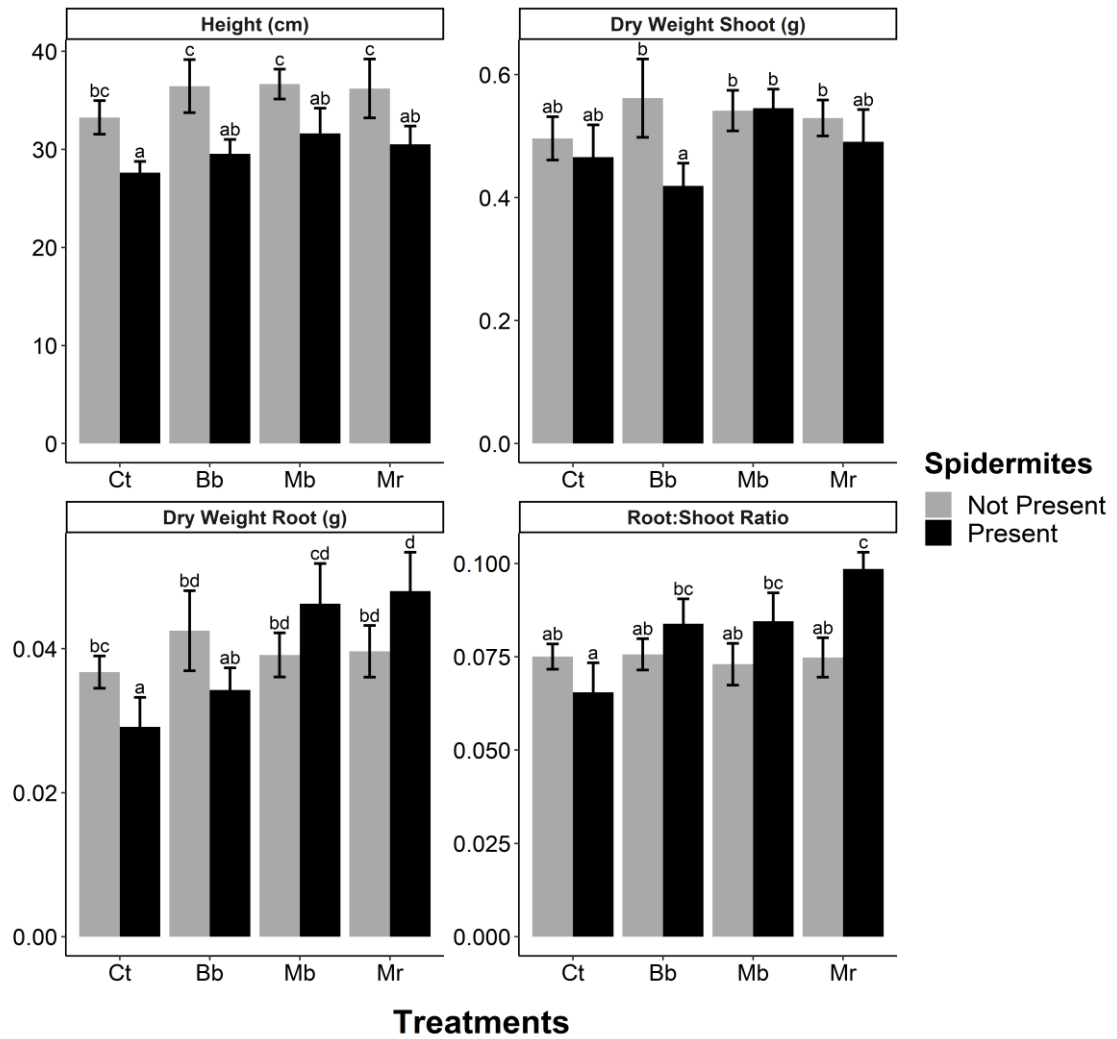 Height (cm)
40
30
20
10
0
bc
a
c
ab
c
ab
c
ab
Ct Bb Mb Mr
Dry Weight Shoot (g)
0.6
0.4
0.2
0.0
ab
ab
b
a
b
b
b
ab
Ct Bb Mb Mr
Dry Weight Root (g)
0.04
0.02
0.00
bc
a
bd
ab
bd
cd
bd
d
Ct Bb Mb Mr
Root:Shoot Ratio
0.100
0.075
0.050
0.025
0.000
ab
a
ab
bc
ab
bc
ab
c
Ct Bb Mb Mr
Treatments
Spidermites
Not Present
Present